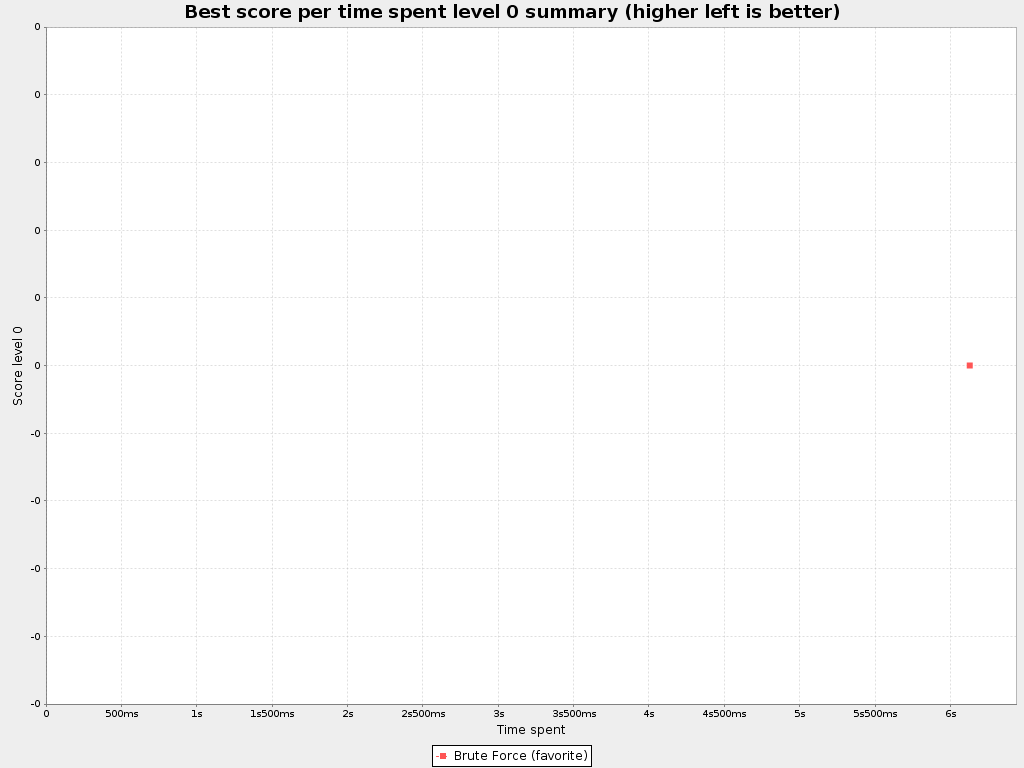 Best score per time spent level 0 summary (higher left is better)
0
0
0
0
0
0
-0
-0
-0
-0
-0
Score level 0
0 500ms 1s 1s500ms 2s 2s500ms 3s 3s500ms 4s 4s500ms 5s 5s500ms 6s
Time spent
Brute Force (favorite)